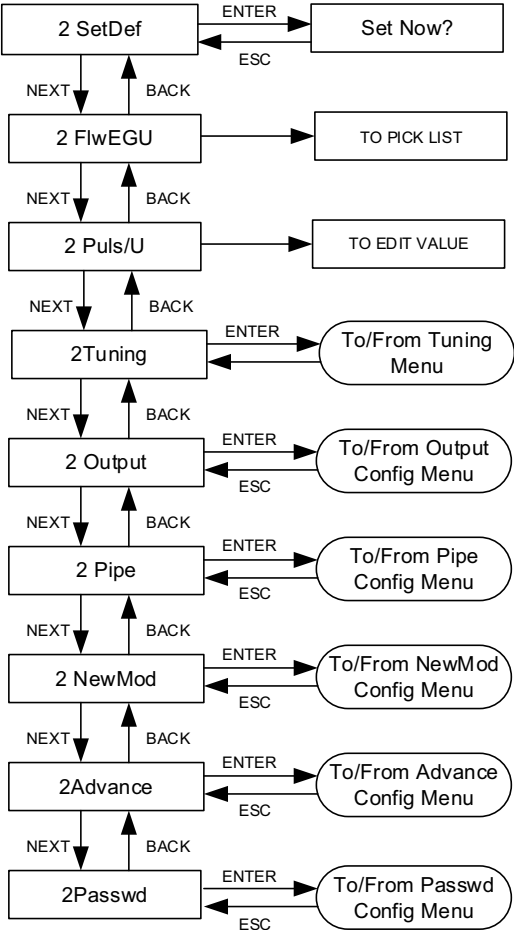 ENTER
2 SetDef
Set Now?
ESC
NEXT
BACK
2 FlwEGU
TO PICK LIST
NEXT
BACK
2 Puls/U
TO EDIT VALUE
NEXT
BACK
ENTER
2Tuning
To/From Tuning
Menu
NEXT
BACK
ENTER
2 Output
To/From Output
Config Menu
ESC
NEXT
BACK
ENTER
2 Pipe
To/From Pipe
Config Menu
ESC
NEXT
BACK
ENTER
2 NewMod
To/From NewMod
Config Menu
ESC
NEXT
BACK
ENTER
2Advance
To/From Advance
Config Menu
ESC
NEXT
BACK
ENTER
2Passwd
To/From Passwd
Config Menu
ESC